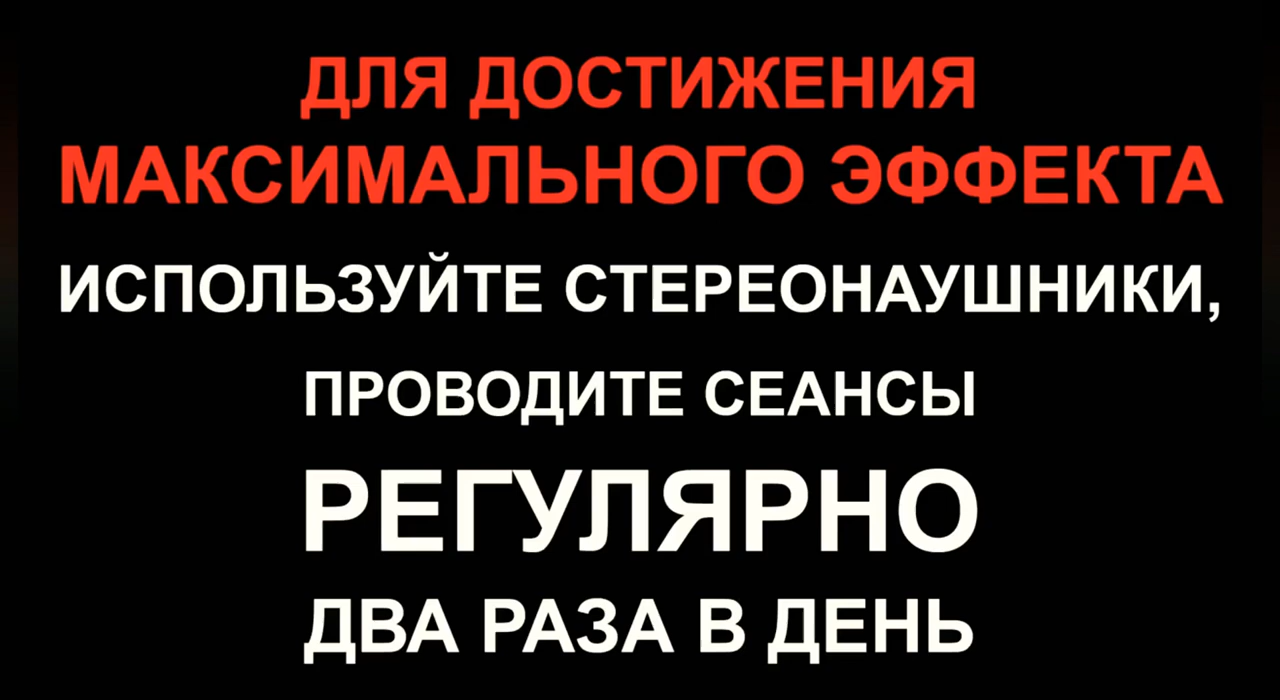 ДЛЯ ДОСТИЖЕНИЯ
МАКСИМАЛЬНОГО ЭФФЕКТА
ИСПОЛЬЗУЙТЕ СТЕРЕОНАУШНИКИ,
ПРОВОДИТЕ СЕАНСЫ
РЕГУЛЯРНО
ДВА РАЗА В ДЕНЬ